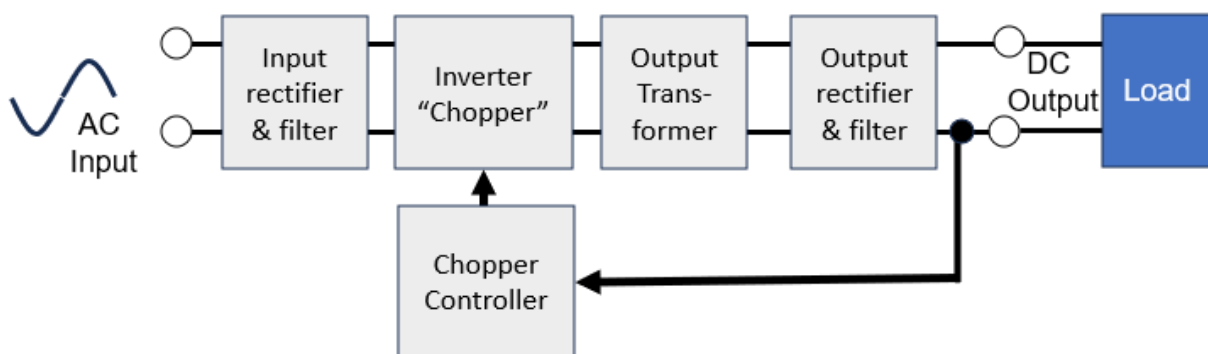 AC
Input
Input
rectifier
& filter
Inverter
“Chopper”
Output
Trans-
former
Output
rectifier
& filter
DC
Output
Load
Chopper
Controller